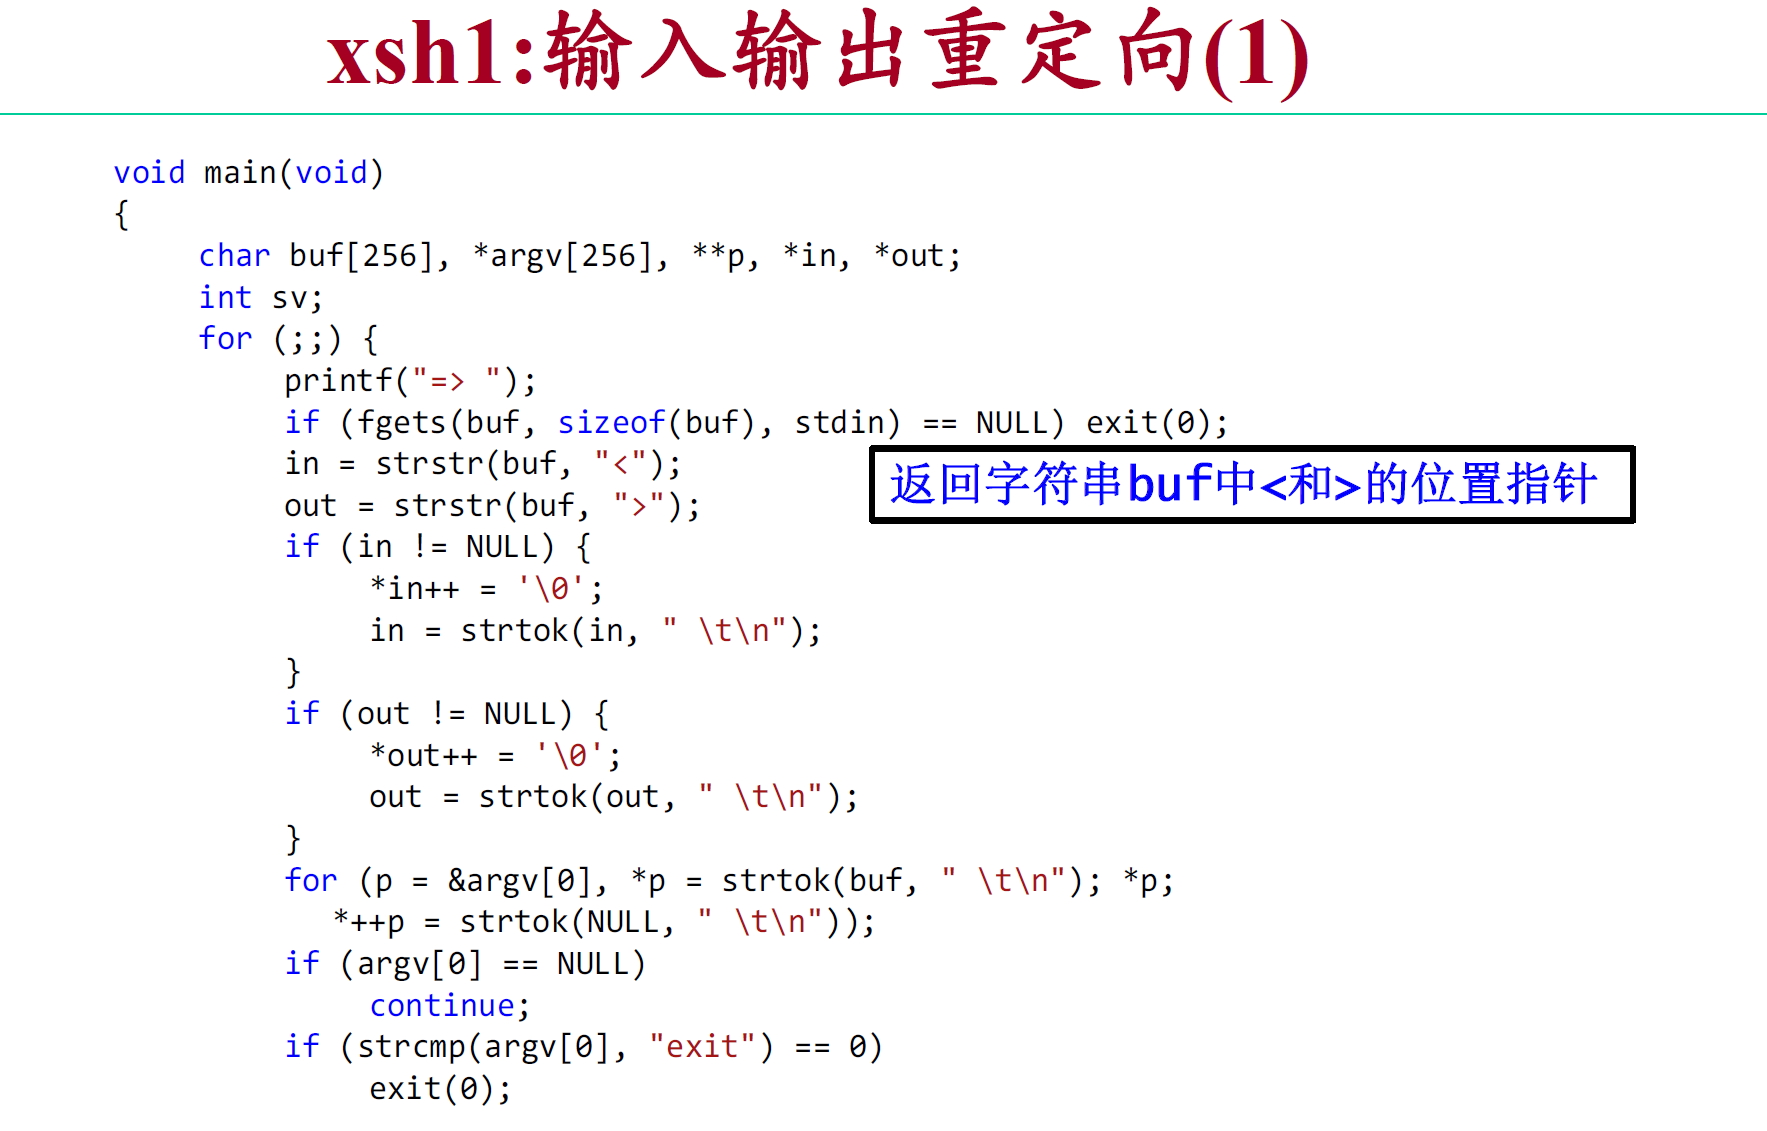 xsh1:输入输出重定向(1)
void main(void)
{
char buf[256], *argv[256], **p, *in, *out;
int sv;
for (;;) {
printf("=> ");
if (fgets(buf, sizeof(buf), stdin) == NULL) exit(0);
in = strstr(buf, "<");
返回字符串buf中<和>的位置指针
out = strstr(buf, ">");
if (in != NULL) {
*in++ = '\0';
in = strtok(in, " \t\n");
}
if (out != NULL) {
*out++ = '\0';
out = strtok(out, " \t\n");
}
for (p = &argv[0], *p = strtok(buf, " \t\n"); *p;
*++p = strtok(NULL, " \t\n"));
if (argv[0] == NULL)
continue;
if (strcmp(argv[0], "exit") == 0)
exit(0);